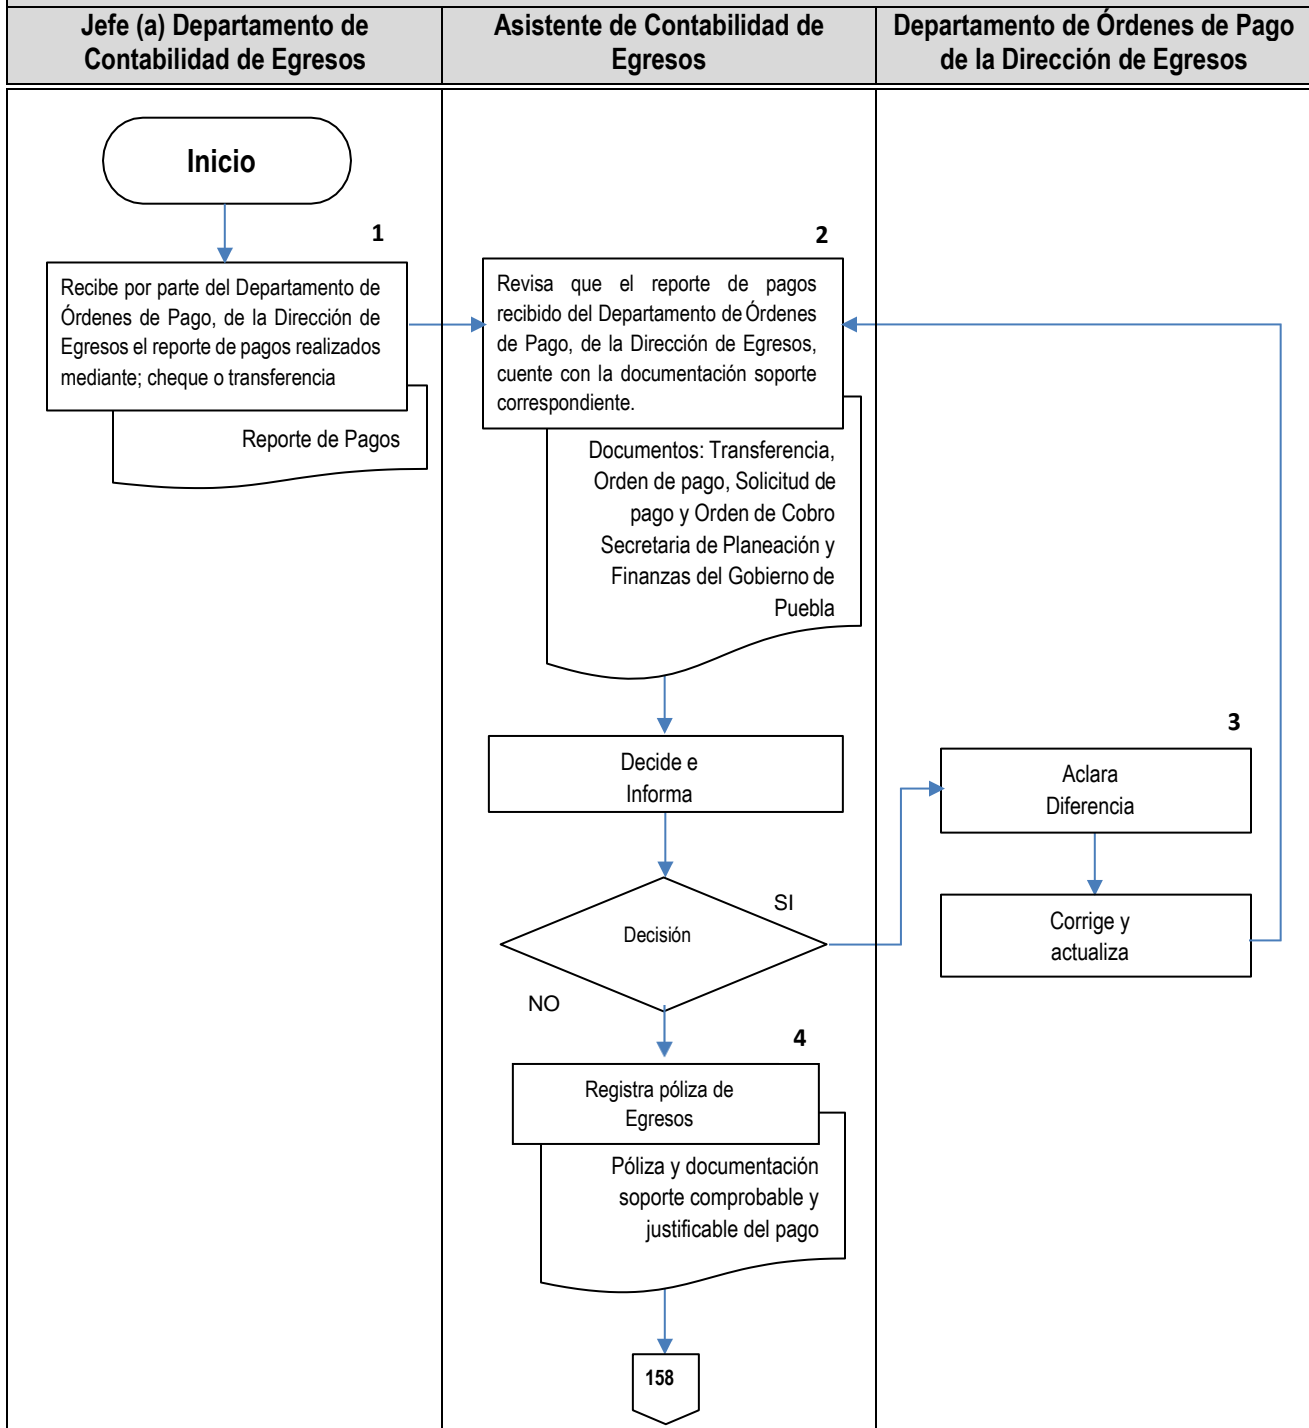 Jefe (a) Departamento de
Contabilidad de Egresos
Asistente de Contabilidad de
Egresos
Departamento de Órdenes de Pago
de la Dirección de Egresos
Inicio
1
Recibe por parte del Departamento de
Órdenes de Pago, de la Dirección de
Egresos el reporte de pagos realizados
mediante; cheque o transferencia
Reporte de Pagos
2
Revisa que el reporte de pagos
recibido del Departamento de Órdenes
de Pago, de la Dirección de Egresos,
cuente con la documentación soporte
correspondiente.
Documentos: Transferencia,
Orden de pago, Solicitud de
pago y Orden de Cobro
Secretaria de Planeación y
Finanzas del Gobierno de
Puebla
Decide e
Informa
Decisión
SI
NO
3
Aclara
Diferencia
Corrige y
actualiza
4
Registra póliza de
Egresos
Póliza y documentación
soporte comprobable y
justificable del pago
158